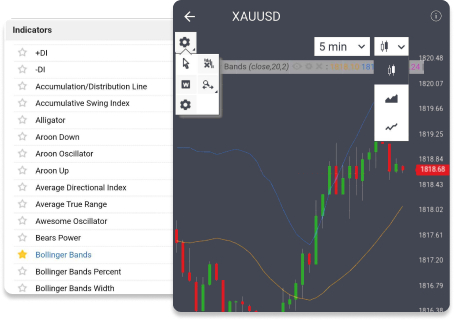 Indicators
+DI
-DI
Accumulation/Distribution Line
Accumulative Swing Index
Alligator
Aroon Down
Aroon Oscillator
Aroon Up
Average Directional Index
Average True Range
Awesome Oscillator
Bears Power
Bollinger Bands
Bollinger Bands Percent
Bollinger Bands Width
XAUUSD
5 min
W
Bands (close,20,2)
1820.48
1820.07
1819.66
1819.25
1818.84
1818.68
1818.43
1818.02
1817.61
1817.20
1816.79
1816.38